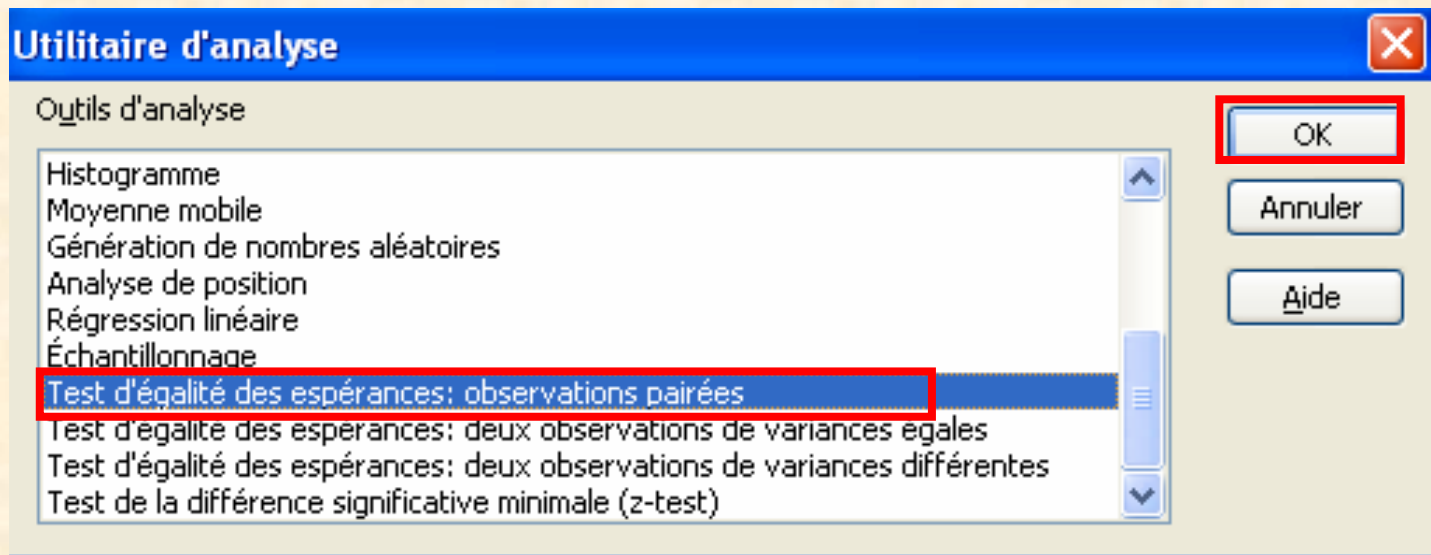 Utilitaire d'analyse
Outils d'analyse
Histogramme
Moyenne mobile
Génération de nombres aléatoires
Analyse de position
Régression linéaire
Échantillonnage
Test d'égalité des espérances: observations pairées
Test d'égalité des espérances: deux observations de variances égales
Test d'égalité des espérances: deux observations de variances différentes
Test de la différence significative minimale (z-test)
OK
Annuler
Aide